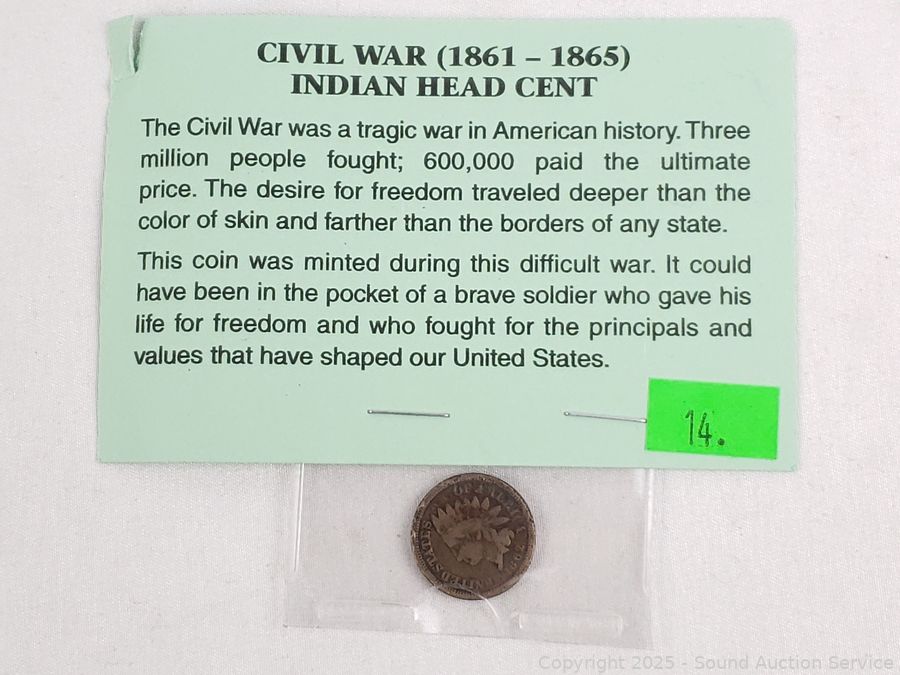 CIVIL WAR (1861 – 1865)
INDIAN HEAD CENT
The Civil War was a tragic war in American history. Three
million people fought; 600,000 paid the ultimate
price. The desire for freedom traveled deeper than the
color of skin and farther than the borders of any state.
This coin was minted during this difficult war. It could
have been in the pocket of a brave soldier who gave his
life for freedom and who fought for the principals and
values that have shaped our United States.
14.
UNITED STATES OF AMERICA
Copyright 2025 - Sound Auction Service